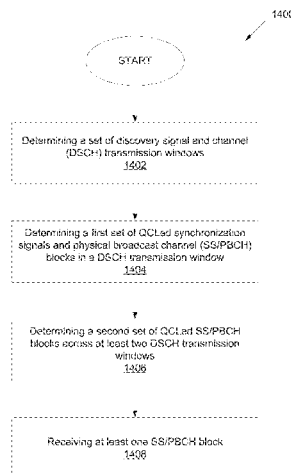 1400
START
Determining a set of discovery signal and channel
(DSCH) transmission windows
1402
Determining a first set of QCLed synchronization
signals and physical broadcast channel (SS/PBCH)
blocks in a DSCH transmission window
1404
Determining a second set of QCLed SS/PBCH
blocks across at least two DSCH transmission
windows
1406
Receiving at least one SS/PBCH block
1408